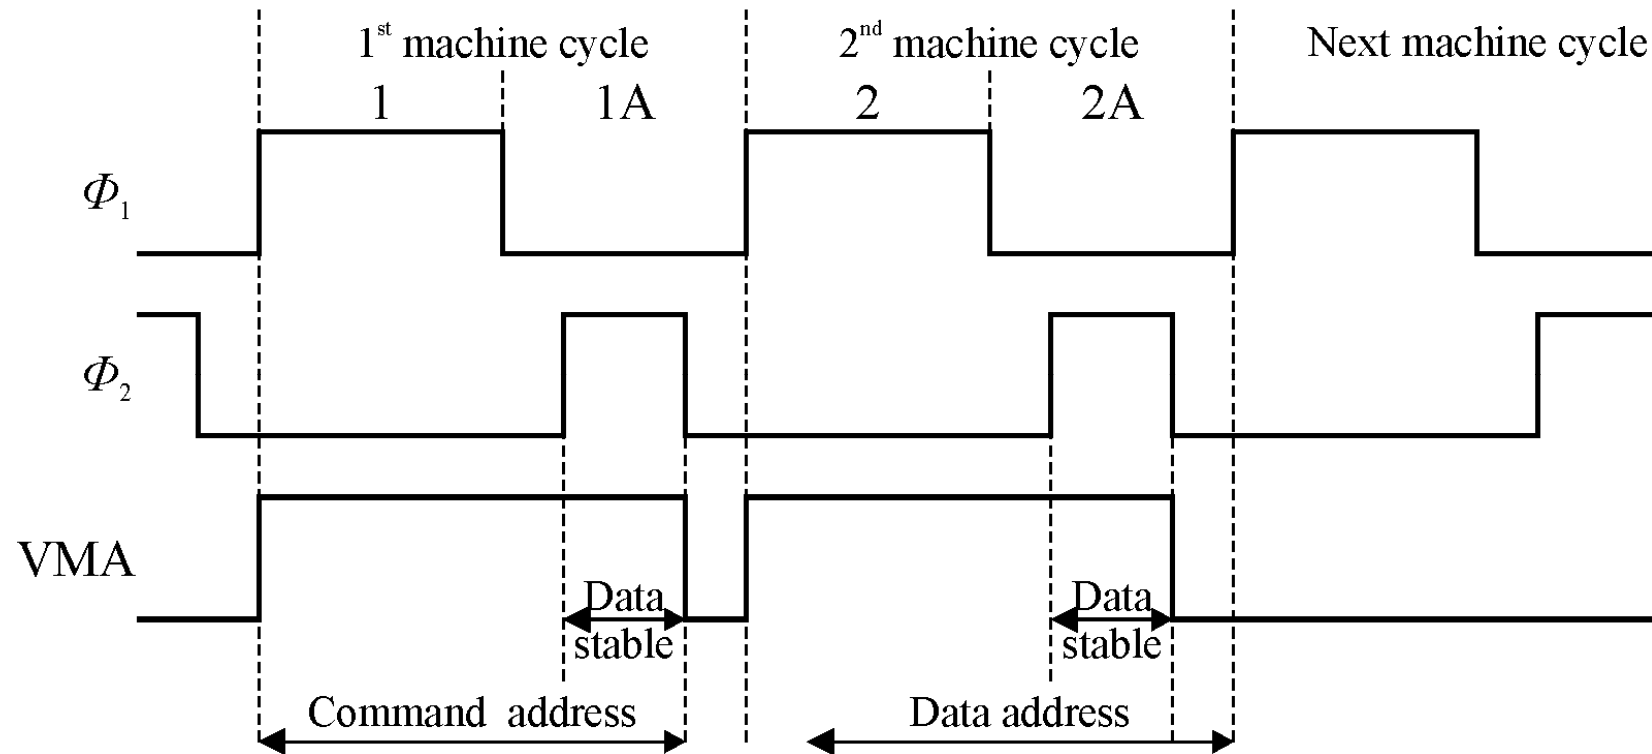 1st machine cycle 2nd machine cycle Next machine cycle
1 1A 2 2A
Φ1
Φ2
VMA
Data stable Data stable
Command address Data address